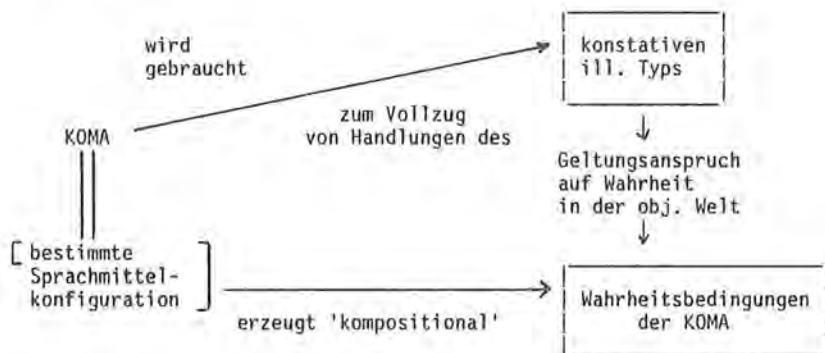 wird
gebraucht
konstativen
ill. Typs
zum Vollzug
von Handlungen des
KOMA
Geltungsanspruch
auf Wahrheit
in der obj. Welt
[ bestimmte
Sprachmittel-
konfiguration ]
erzeugt 'kompositional'
Wahrheitsbedingungen
der KOMA